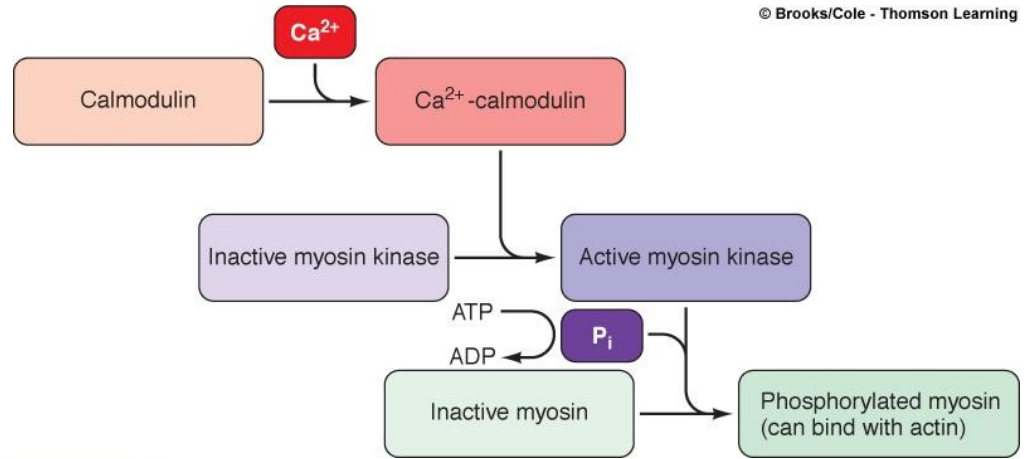 © Brooks/Cole - Thomson Learning
Ca²⁺
Calmodulin
Ca²⁺-calmodulin
Inactive myosin kinase
Active myosin kinase
ATP
Pᵢ
ADP
Inactive myosin
Phosphorylated myosin
(can bind with actin)